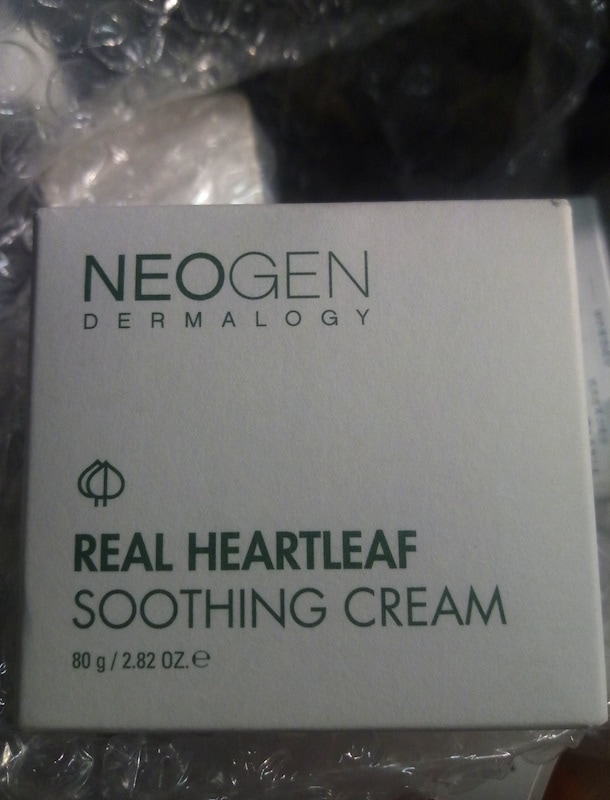 NEOGEN
DERMALOGY
REAL HEARTLEAF
SOOTHING CREAM
80 g / 2.82 OZ. ℮